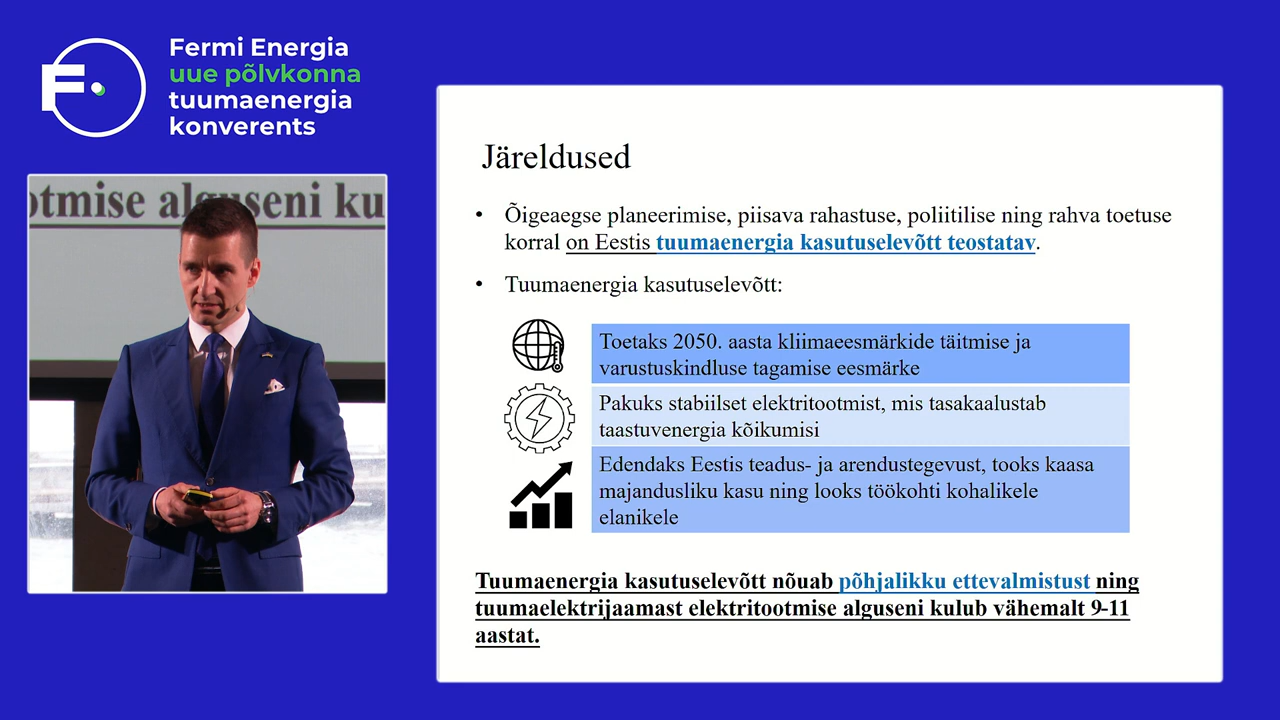 Fermi Energia
uue põlvkonna
tuumaenergia
konverents
F
otmise alguseni ku
Järeldused
• Õigeaegse planeerimise, piisava rahastuse, poliitilise ning rahva toetuse
korral on Eestis tuumaenergia kasutuselevõtt teostatav.
• Tuumaenergia kasutuselevõtt:
Toetaks 2050. aasta kliimaeesmärkide täitmise ja
varustuskindluse tagamise eesmärke
Pakuks stabiilset elektritootmist, mis tasakaalustab
taastuvenergia kõikumisi
Edendaks Eestis teadus- ja arendustegevust, tooks kaasa
majandusliku kasu ning looks töökohti kohalikele
elanikele
Tuumaenergia kasutuselevõtt nõuab põhjalikku ettevalmistust ning
tuumaelektrijaamast elektritootmise alguseni kulub vähemalt 9-11
aastat.